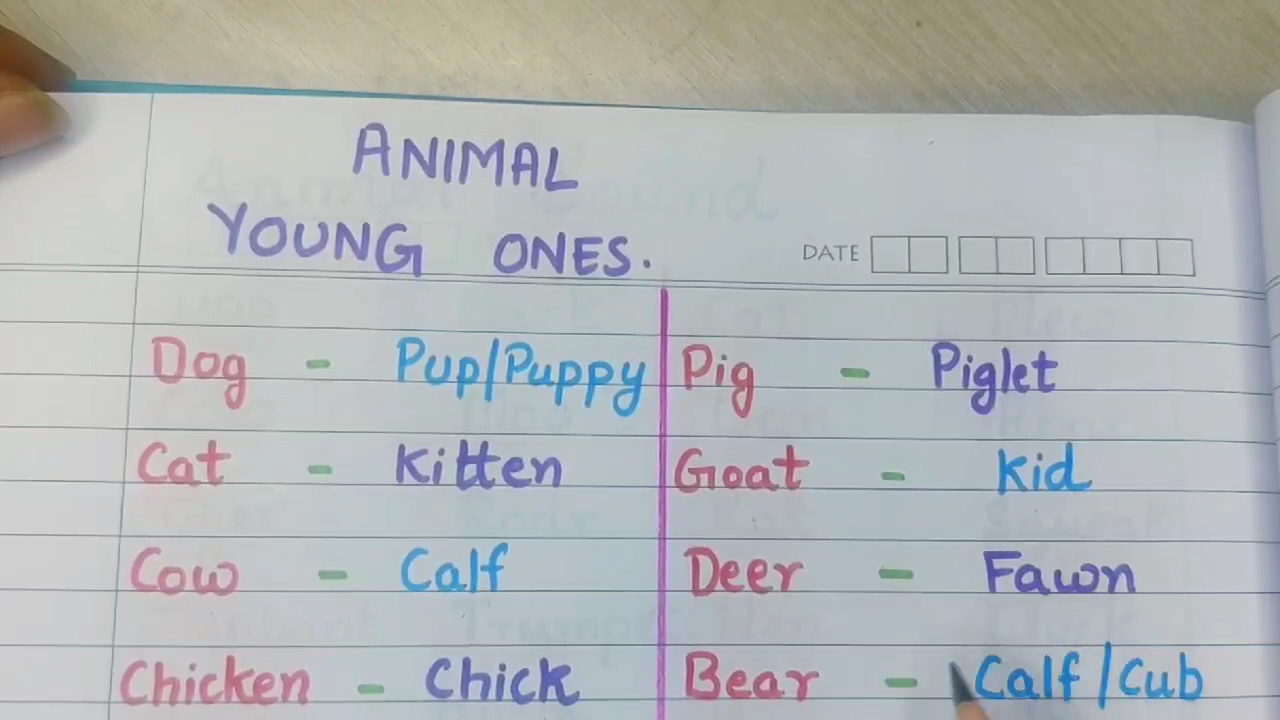 ANIMAL
YOUNG ONES.
DATE
Dog - Pup/Puppy
Cat - Kitten
Cow - Calf
Chicken - Chick
Pig - Piglet
Goat - Kid
Deer - Fawn
Bear - Calf/Cub